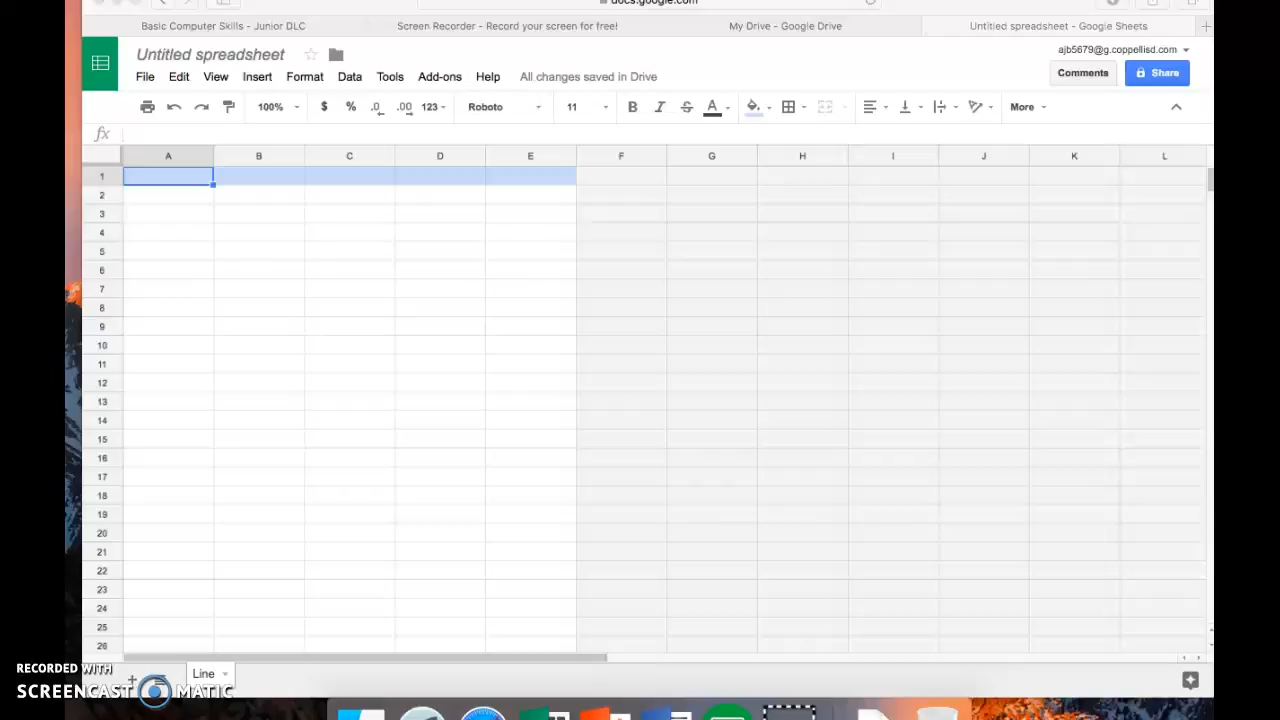 docs.google.com
Basic Computer Skills - Junior DLC
Screen Recorder - Record your screen for free!
My Drive - Google Drive
Untitled spreadsheet - Google Sheets
Untitled spreadsheet
ajb5679@g.coppellisd.com
File Edit View Insert Format Data Tools Add-ons Help All changes saved in Drive
Comments
Share
100% $ % .0 .00 123 Roboto 11 B I S A More
fx
A B C D E F G H I J K L
1
2
3
4
5
6
7
8
9
10
11
12
13
14
15
16
17
18
19
20
21
22
23
24
25
26
Line
RECORDED WITH
SCREENCAST MATIC